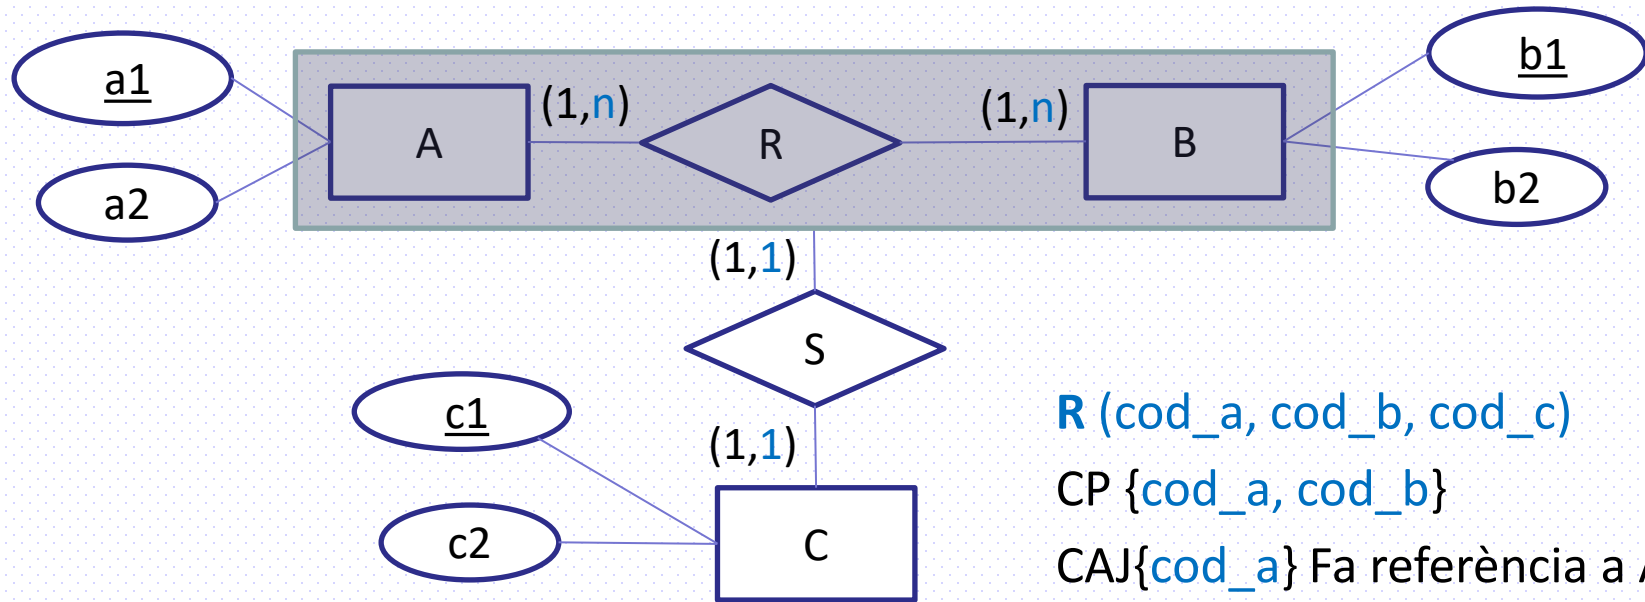 a1
b1
(1,n)
(1,n)
A
R
B
a2
b2
(1,1)
S
c1
R (cod_a, cod_b, cod_c)
(1,1)
CP {cod_a, cod_b}
c2
C
CAJ{cod_a} Fa referència a A